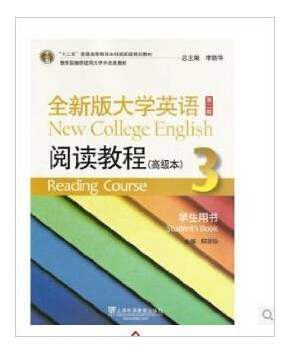 "十二五"普通高等教育本科国家级规划教材
总主编 李荫华
全新版大学英语
第二版
New College English
阅读教程(高级本)
3
Reading Course
学生用书
Student's Book
主编
上海外语教育出版社